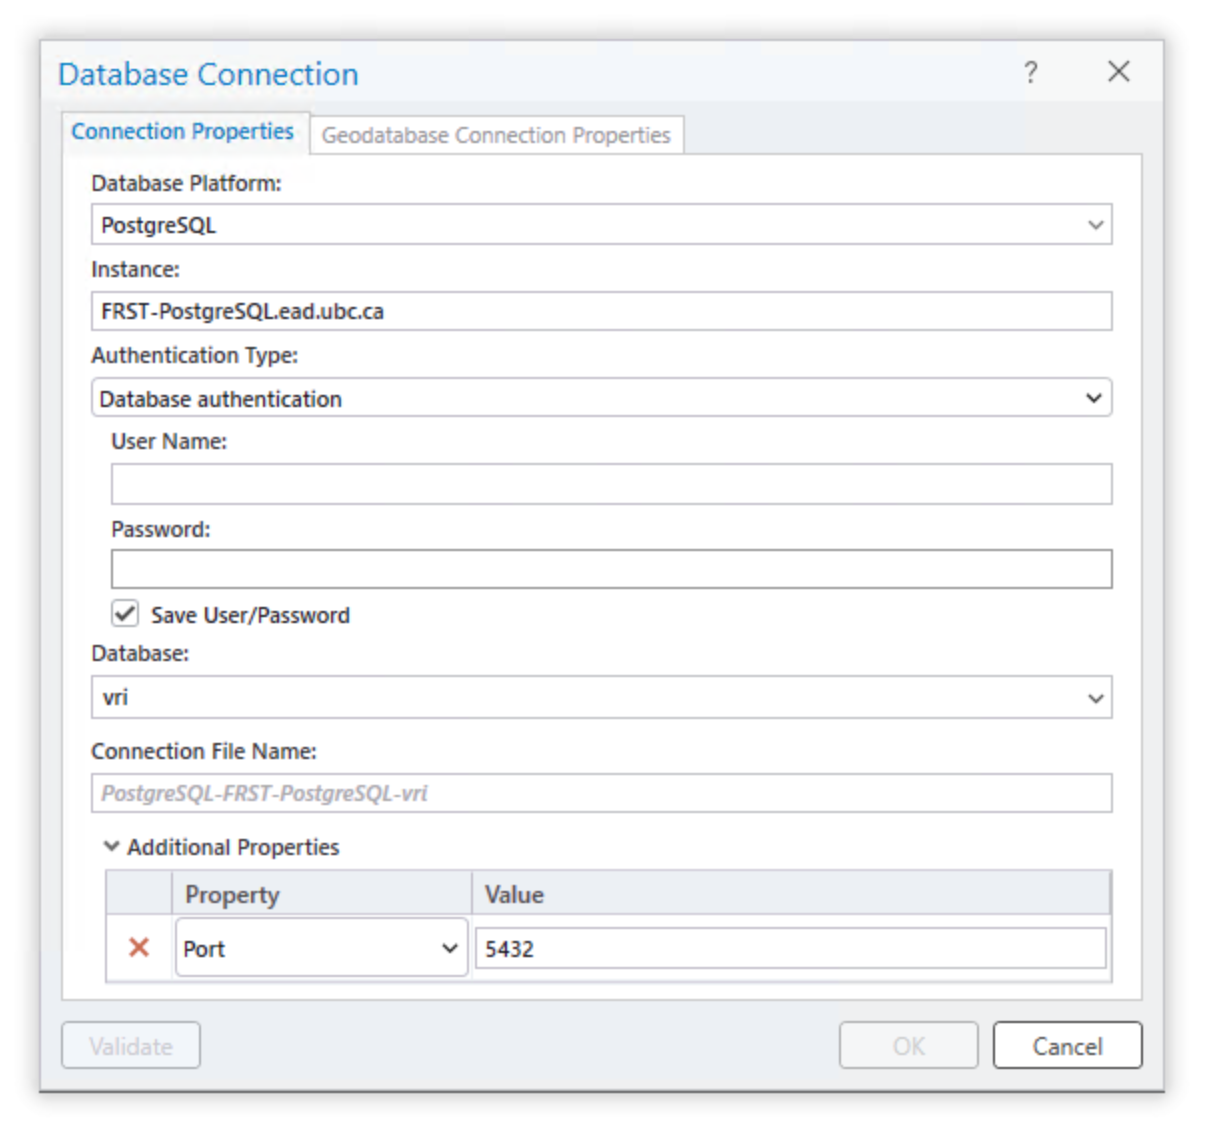 Database Connection ?
Connection Properties Geodatabase Connection Properties
Database Platform:
PostgreSQL
Instance:
FRST-PostgreSQL.ead.ubc.ca
Authentication Type:
Database authentication
User Name:
Password:
Save User/Password
Database:
vri
Connection File Name:
PostgreSQL-FRST-PostgreSQL-vri
Additional Properties
Property Value
Port 5432
Validate OK Cancel